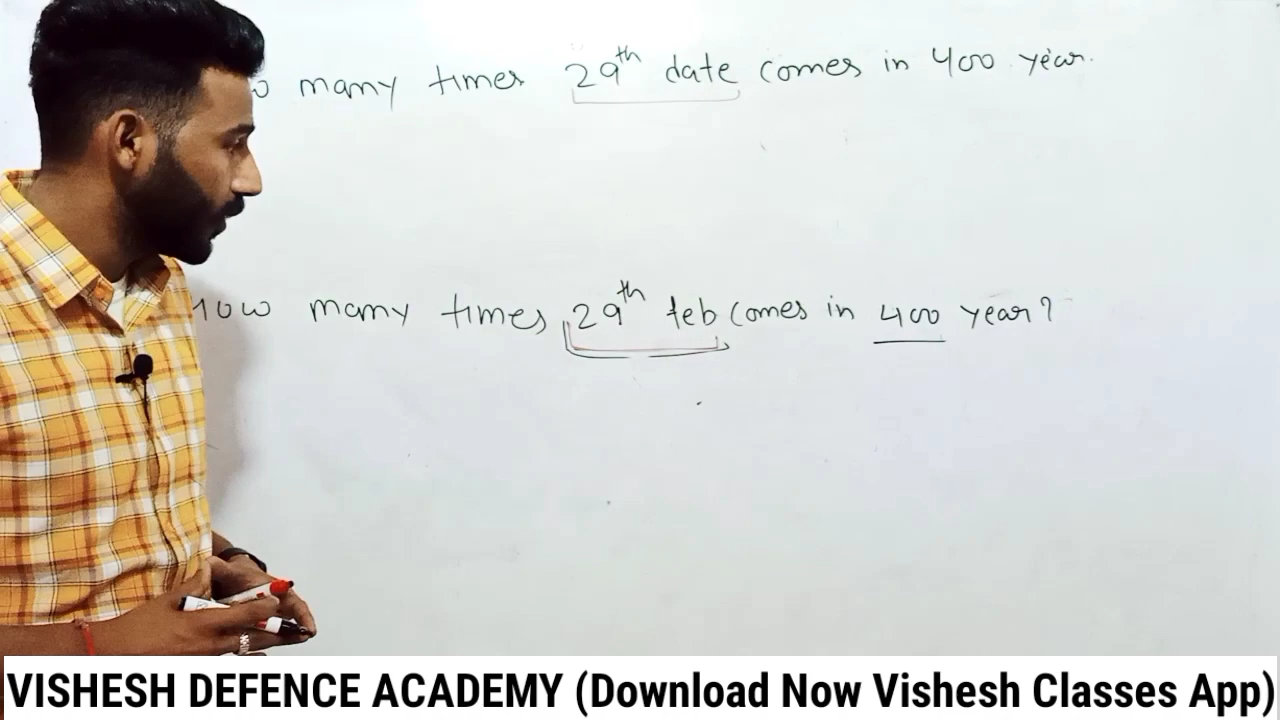 many times 29th date comes in 400 year.
How many times 29th feb comes in 400 year?
VISHESH DEFENCE ACADEMY (Download Now Vishesh Classes App)